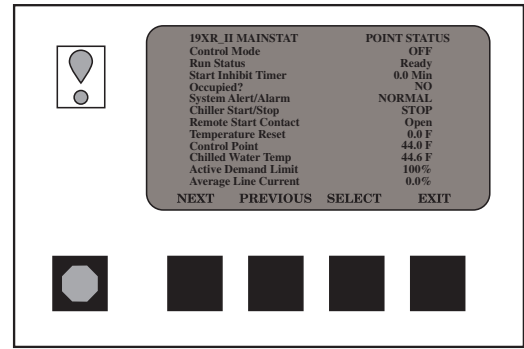 19XR_II MAINSTAT POINT STATUS
Control Mode OFF
Run Status Ready
Start Inhibit Timer 0.0 Min
Occupied? NO
System Alert/Alarm NORMAL
Chiller Start/Stop STOP
Remote Start Contact Open
Temperature Reset 0.0 F
Control Point 44.0 F
Chilled Water Temp 44.6 F
Active Demand Limit 100%
Average Line Current 0.0%
NEXT PREVIOUS SELECT EXIT